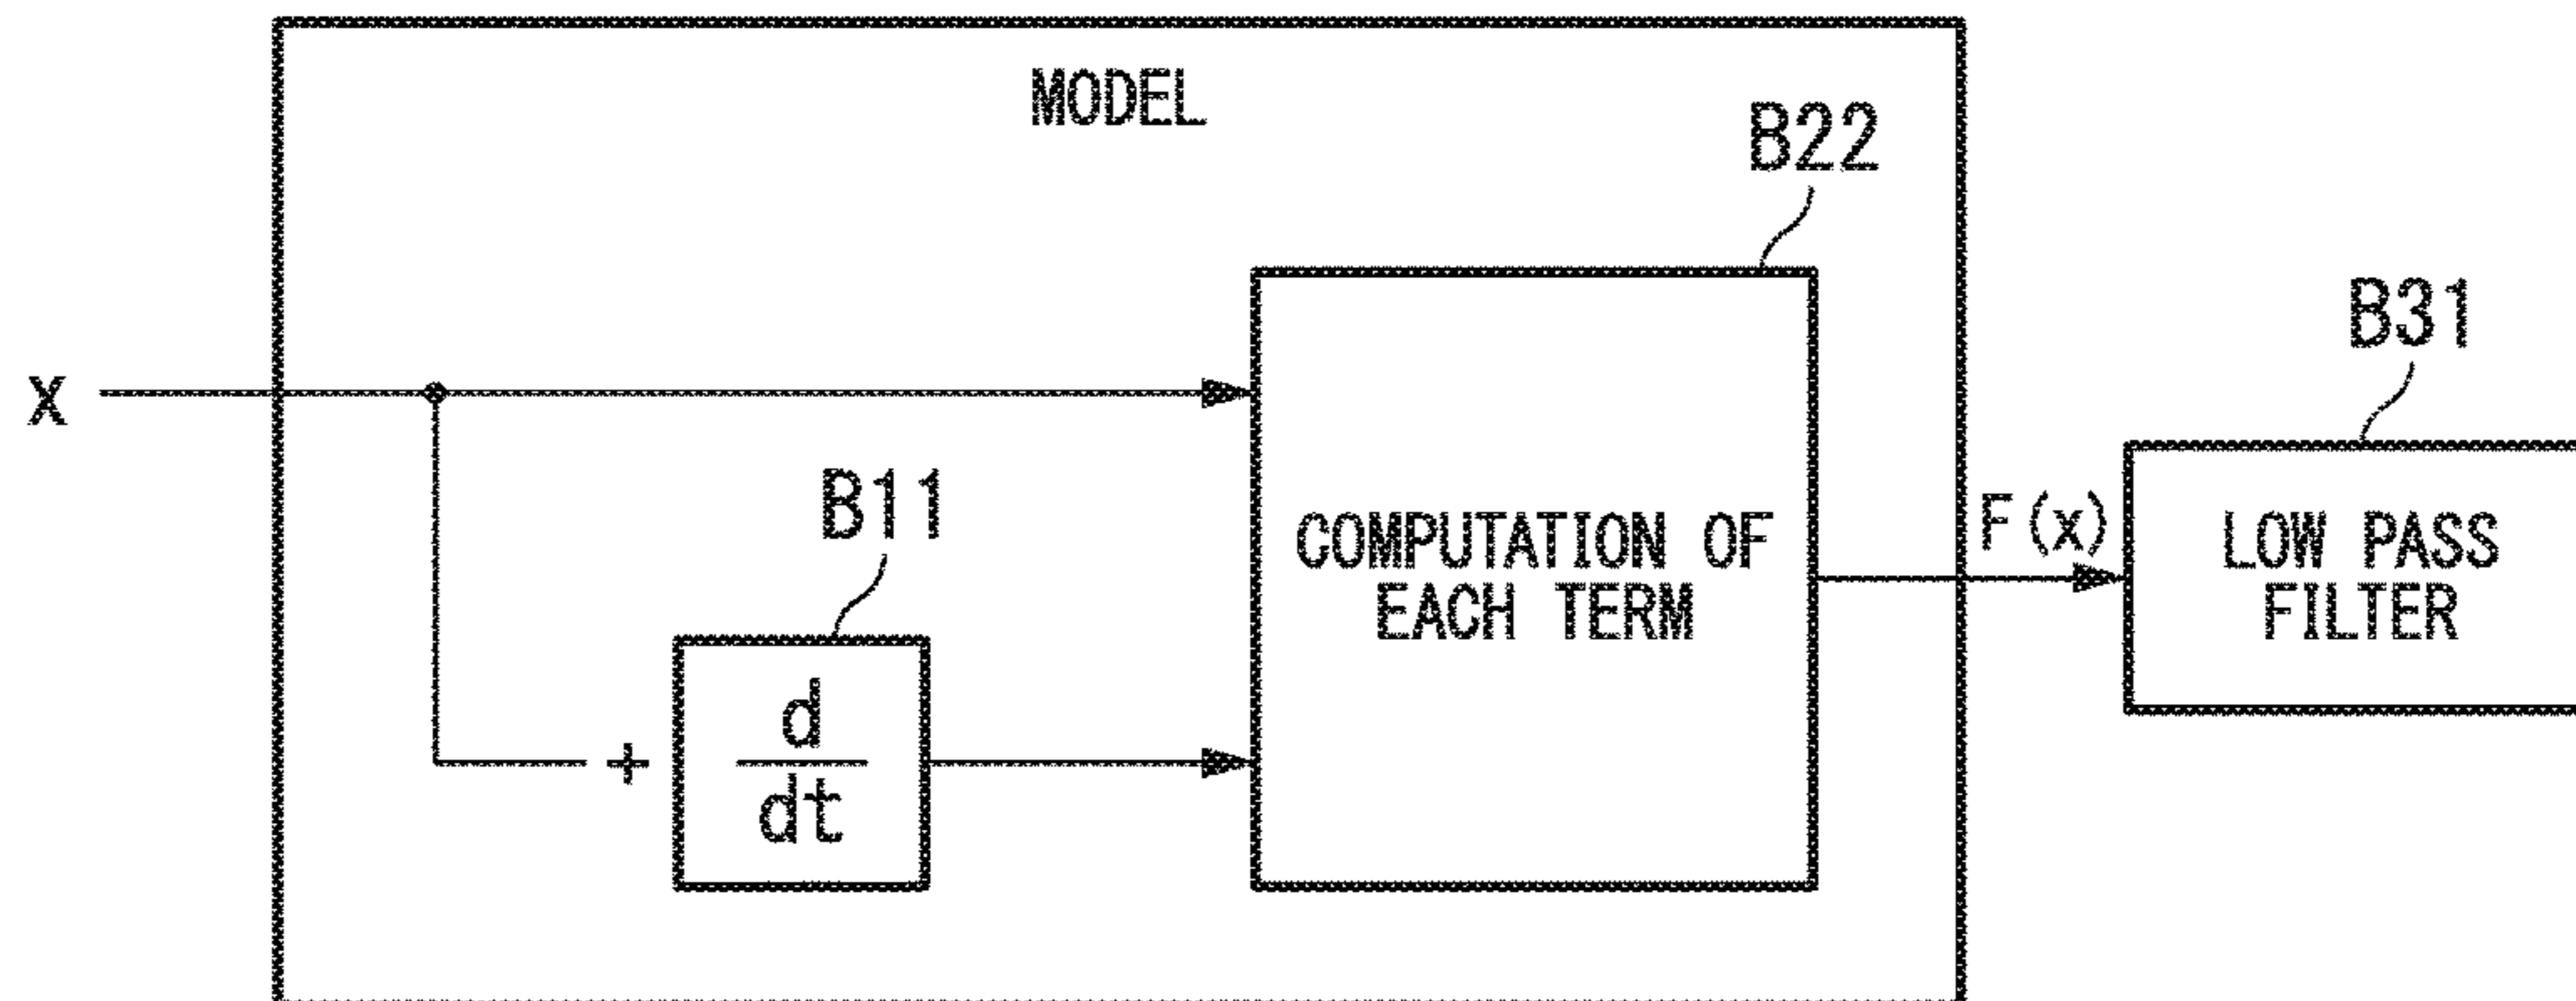 MODEL
B22
B31
X
B11
F(x)
COMPUTATION OF
EACH TERM
LOW PASS
FILTER
+
d
dt